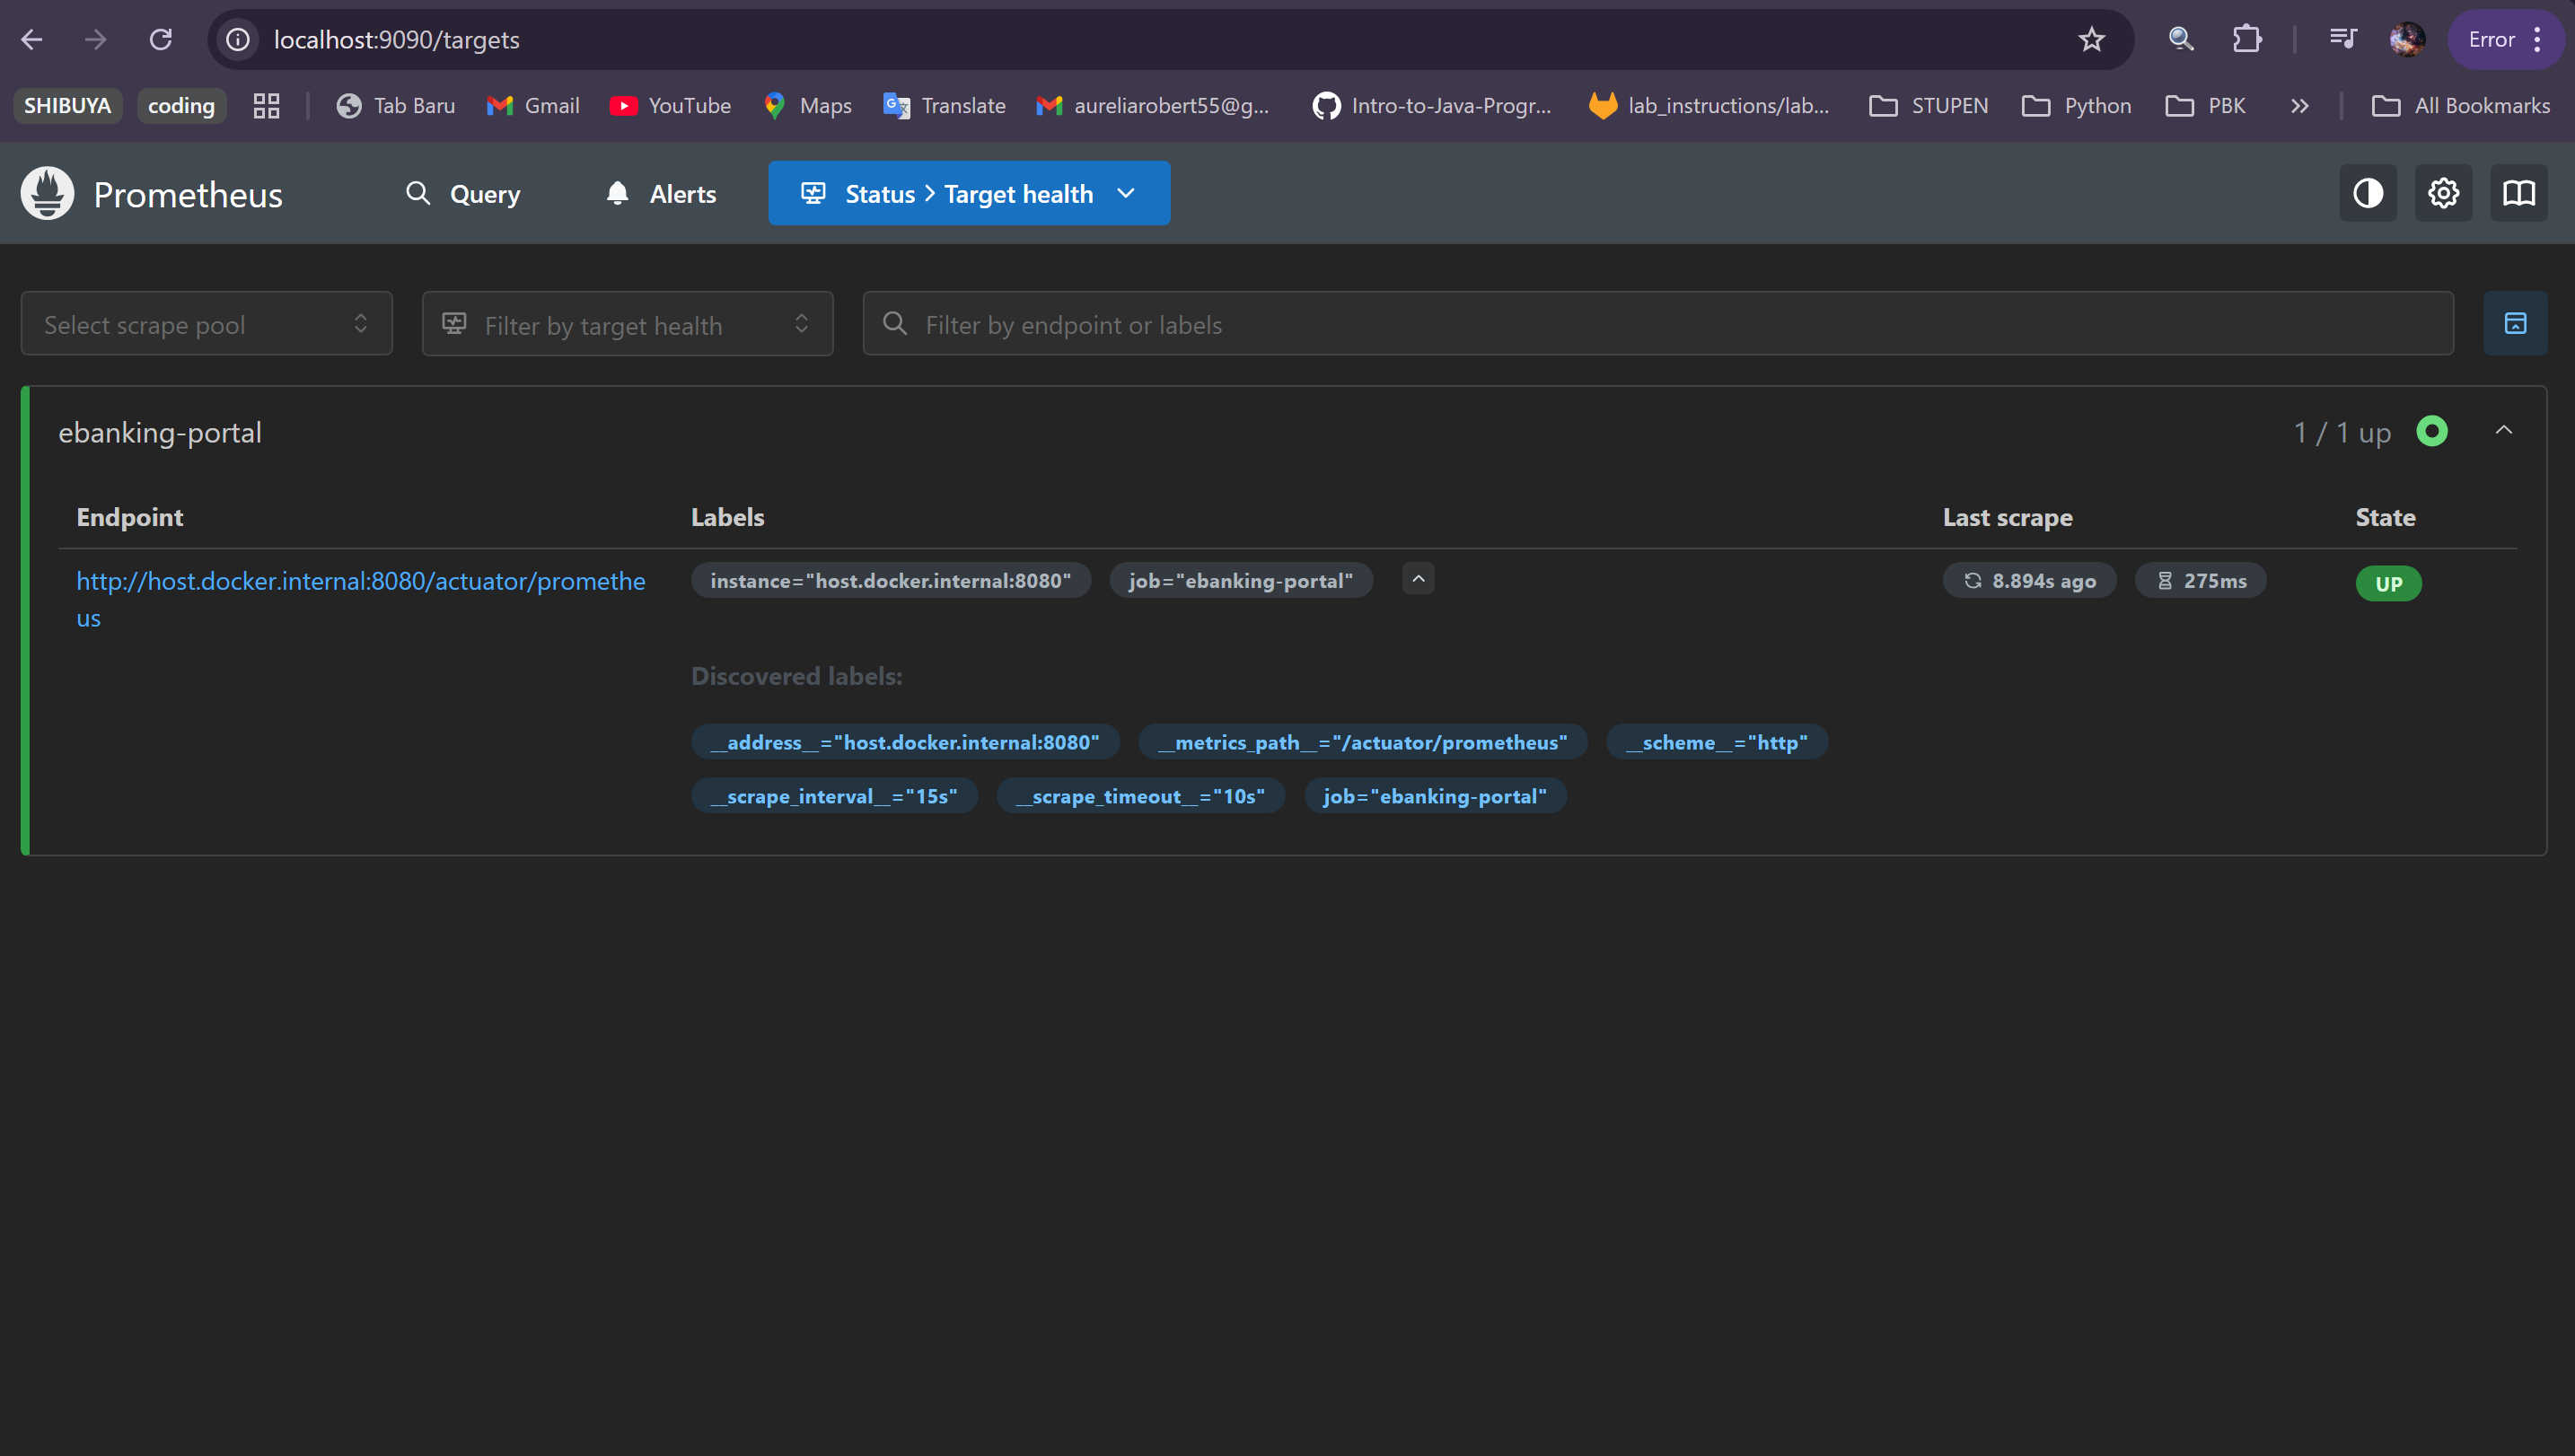 localhost:9090/targets
Error
SHIBUYA coding Tab Baru Gmail YouTube Maps Translate aureliarobert55@g... Intro-to-Java-Progr... lab_instructions/lab... STUPEN Python PBK » All Bookmarks
Prometheus Query Alerts Status > Target health
Select scrape pool Filter by target health Filter by endpoint or labels
ebanking-portal 1 / 1 up
Endpoint Labels Last scrape State
http://host.docker.internal:8080/actuator/promethe instance="host.docker.internal:8080" job="ebanking-portal" 8.894s ago 275ms UP
us
Discovered labels:
__address__="host.docker.internal:8080" __metrics_path__="/actuator/prometheus" __scheme__="http"
__scrape_interval__="15s" __scrape_timeout__="10s" job="ebanking-portal"